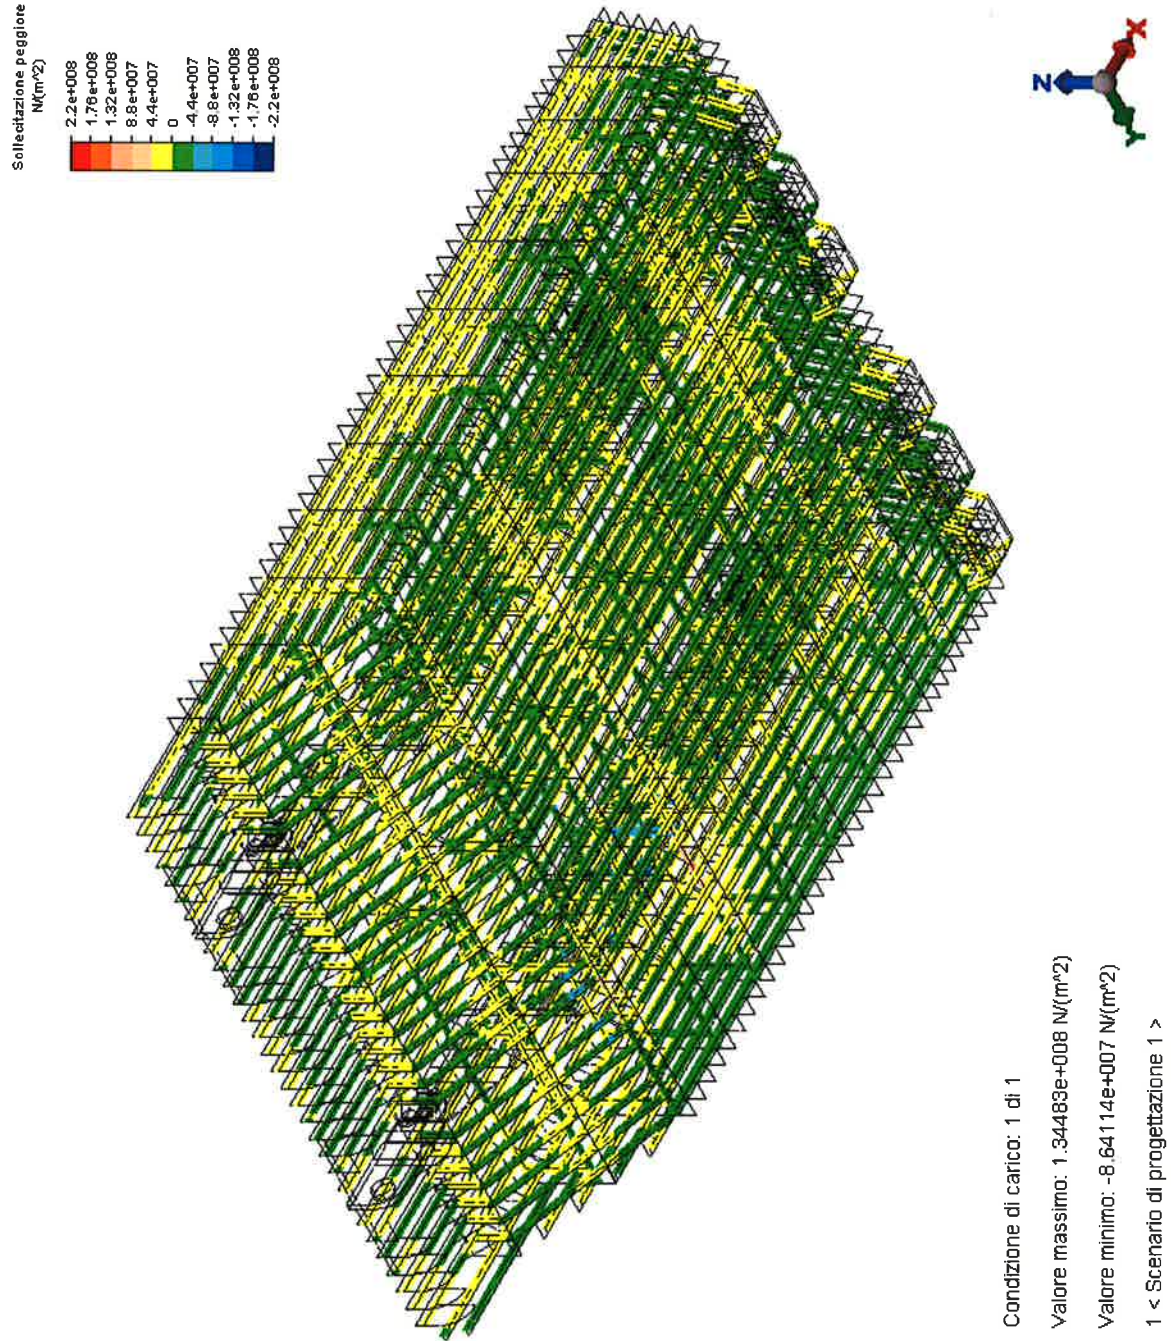 Sollecitazione peggiore
N/(m^2)
2.2e+008
1.76e+008
1.32e+008
8.8e+007
4.4e+007
0
-4.4e+007
-8.8e+007
-1.32e+008
-1.76e+008
-2.2e+008
Z
X
Y
Condizione di carico: 1 di 1
Valore massimo: 1.34483e+008 N/(m^2)
Valore minimo: -8.64114e+007 N/(m^2)
1 < Scenario di progettazione 1 >